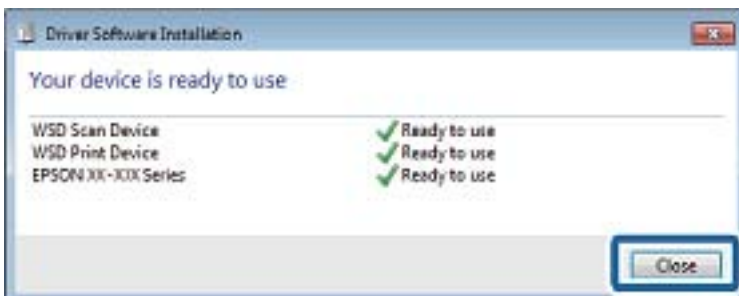 Driver Software Installation
Your device is ready to use
WSD Scan Device Ready to use
WSD Print Device Ready to use
EPSON XX-XXX Series Ready to use
Close